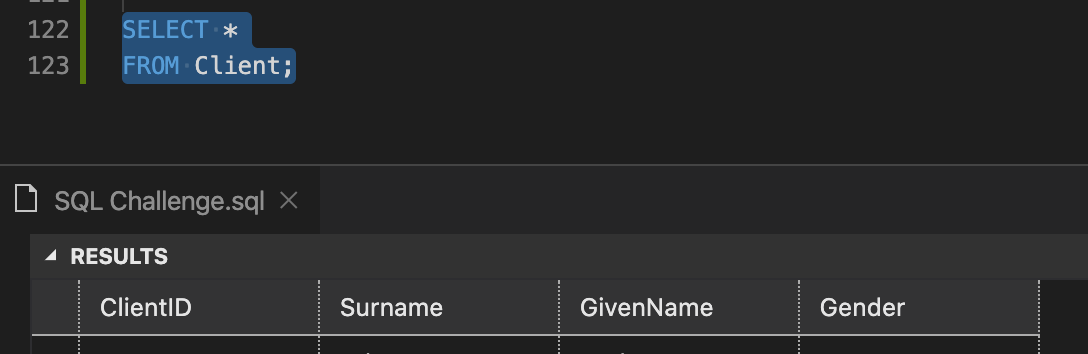 122 SELECT *
123 FROM Client;
SQL Challenge.sql
RESULTS
ClientID Surname GivenName Gender